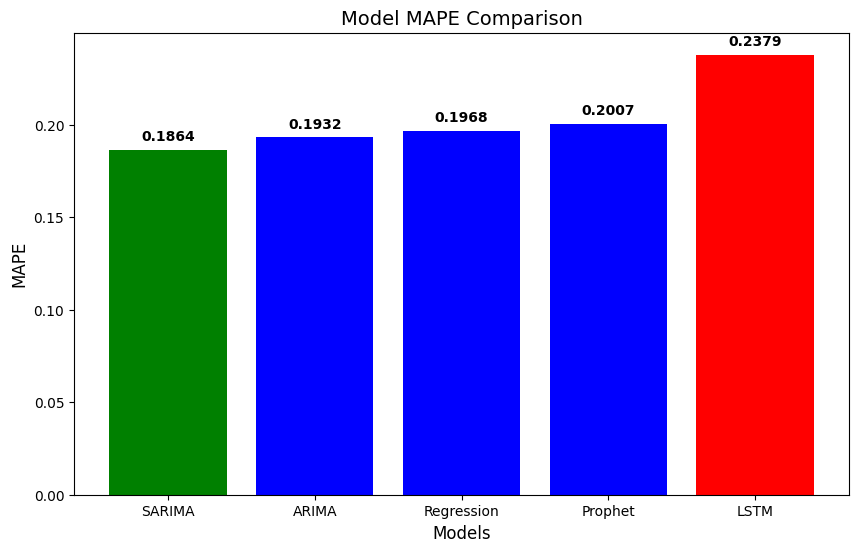 Model MAPE Comparison
0.2379
0.2007
0.1968
0.1932
0.1864
0.20
0.15
0.10
0.05
0.00
MAPE
SARIMA
ARIMA
Regression
Prophet
LSTM
Models